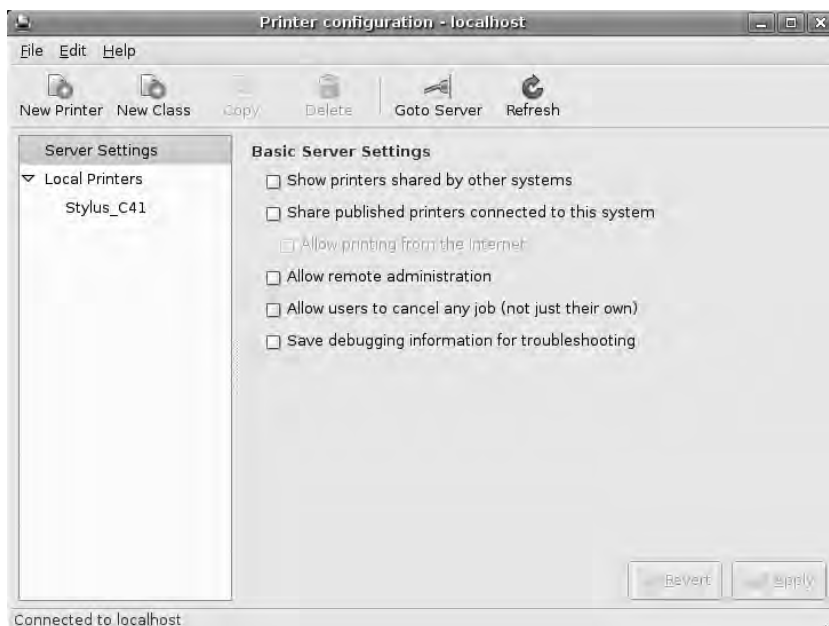 Printer configuration - localhost
File Edit Help
New Printer New Class Copy Delete Goto Server Refresh
Server Settings
Local Printers
Stylus_C41
Basic Server Settings
Show printers shared by other systems
Share published printers connected to this system
Allow printing from the Internet
Allow remote administration
Allow users to cancel any job (not just their own)
Save debugging information for troubleshooting
Revert Apply
Connected to localhost